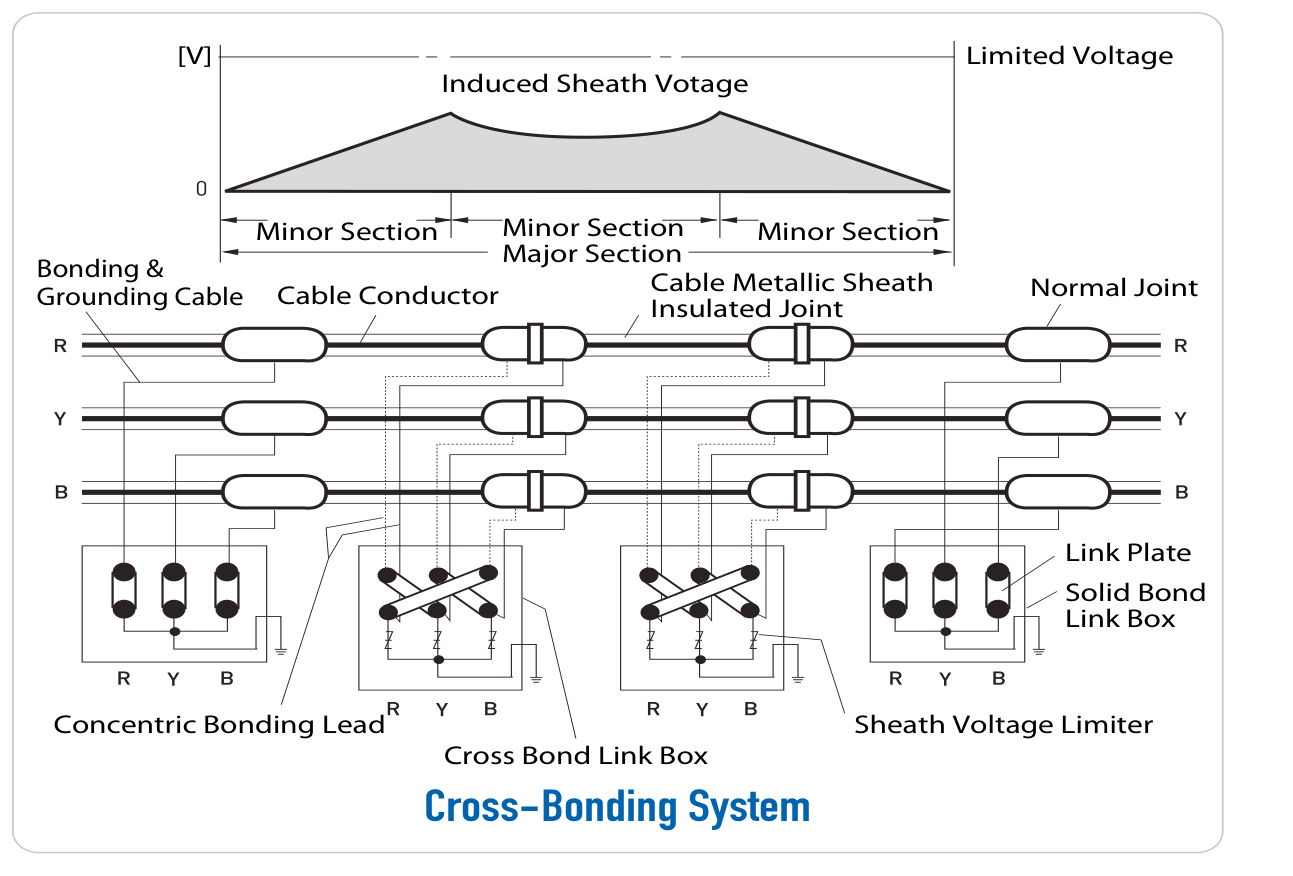 [V]
Limited Voltage
Induced Sheath Votage
0
Minor Section
Minor Section
Minor Section
Major Section
Bonding &
Grounding Cable
Cable Conductor
Cable Metallic Sheath
Insulated Joint
Normal Joint
R
R
Y
Y
B
B
Link Plate
Solid Bond
Link Box
R Y B
R Y B
R Y B
R Y B
Concentric Bonding Lead
Sheath Voltage Limiter
Cross Bond Link Box
Cross-Bonding System